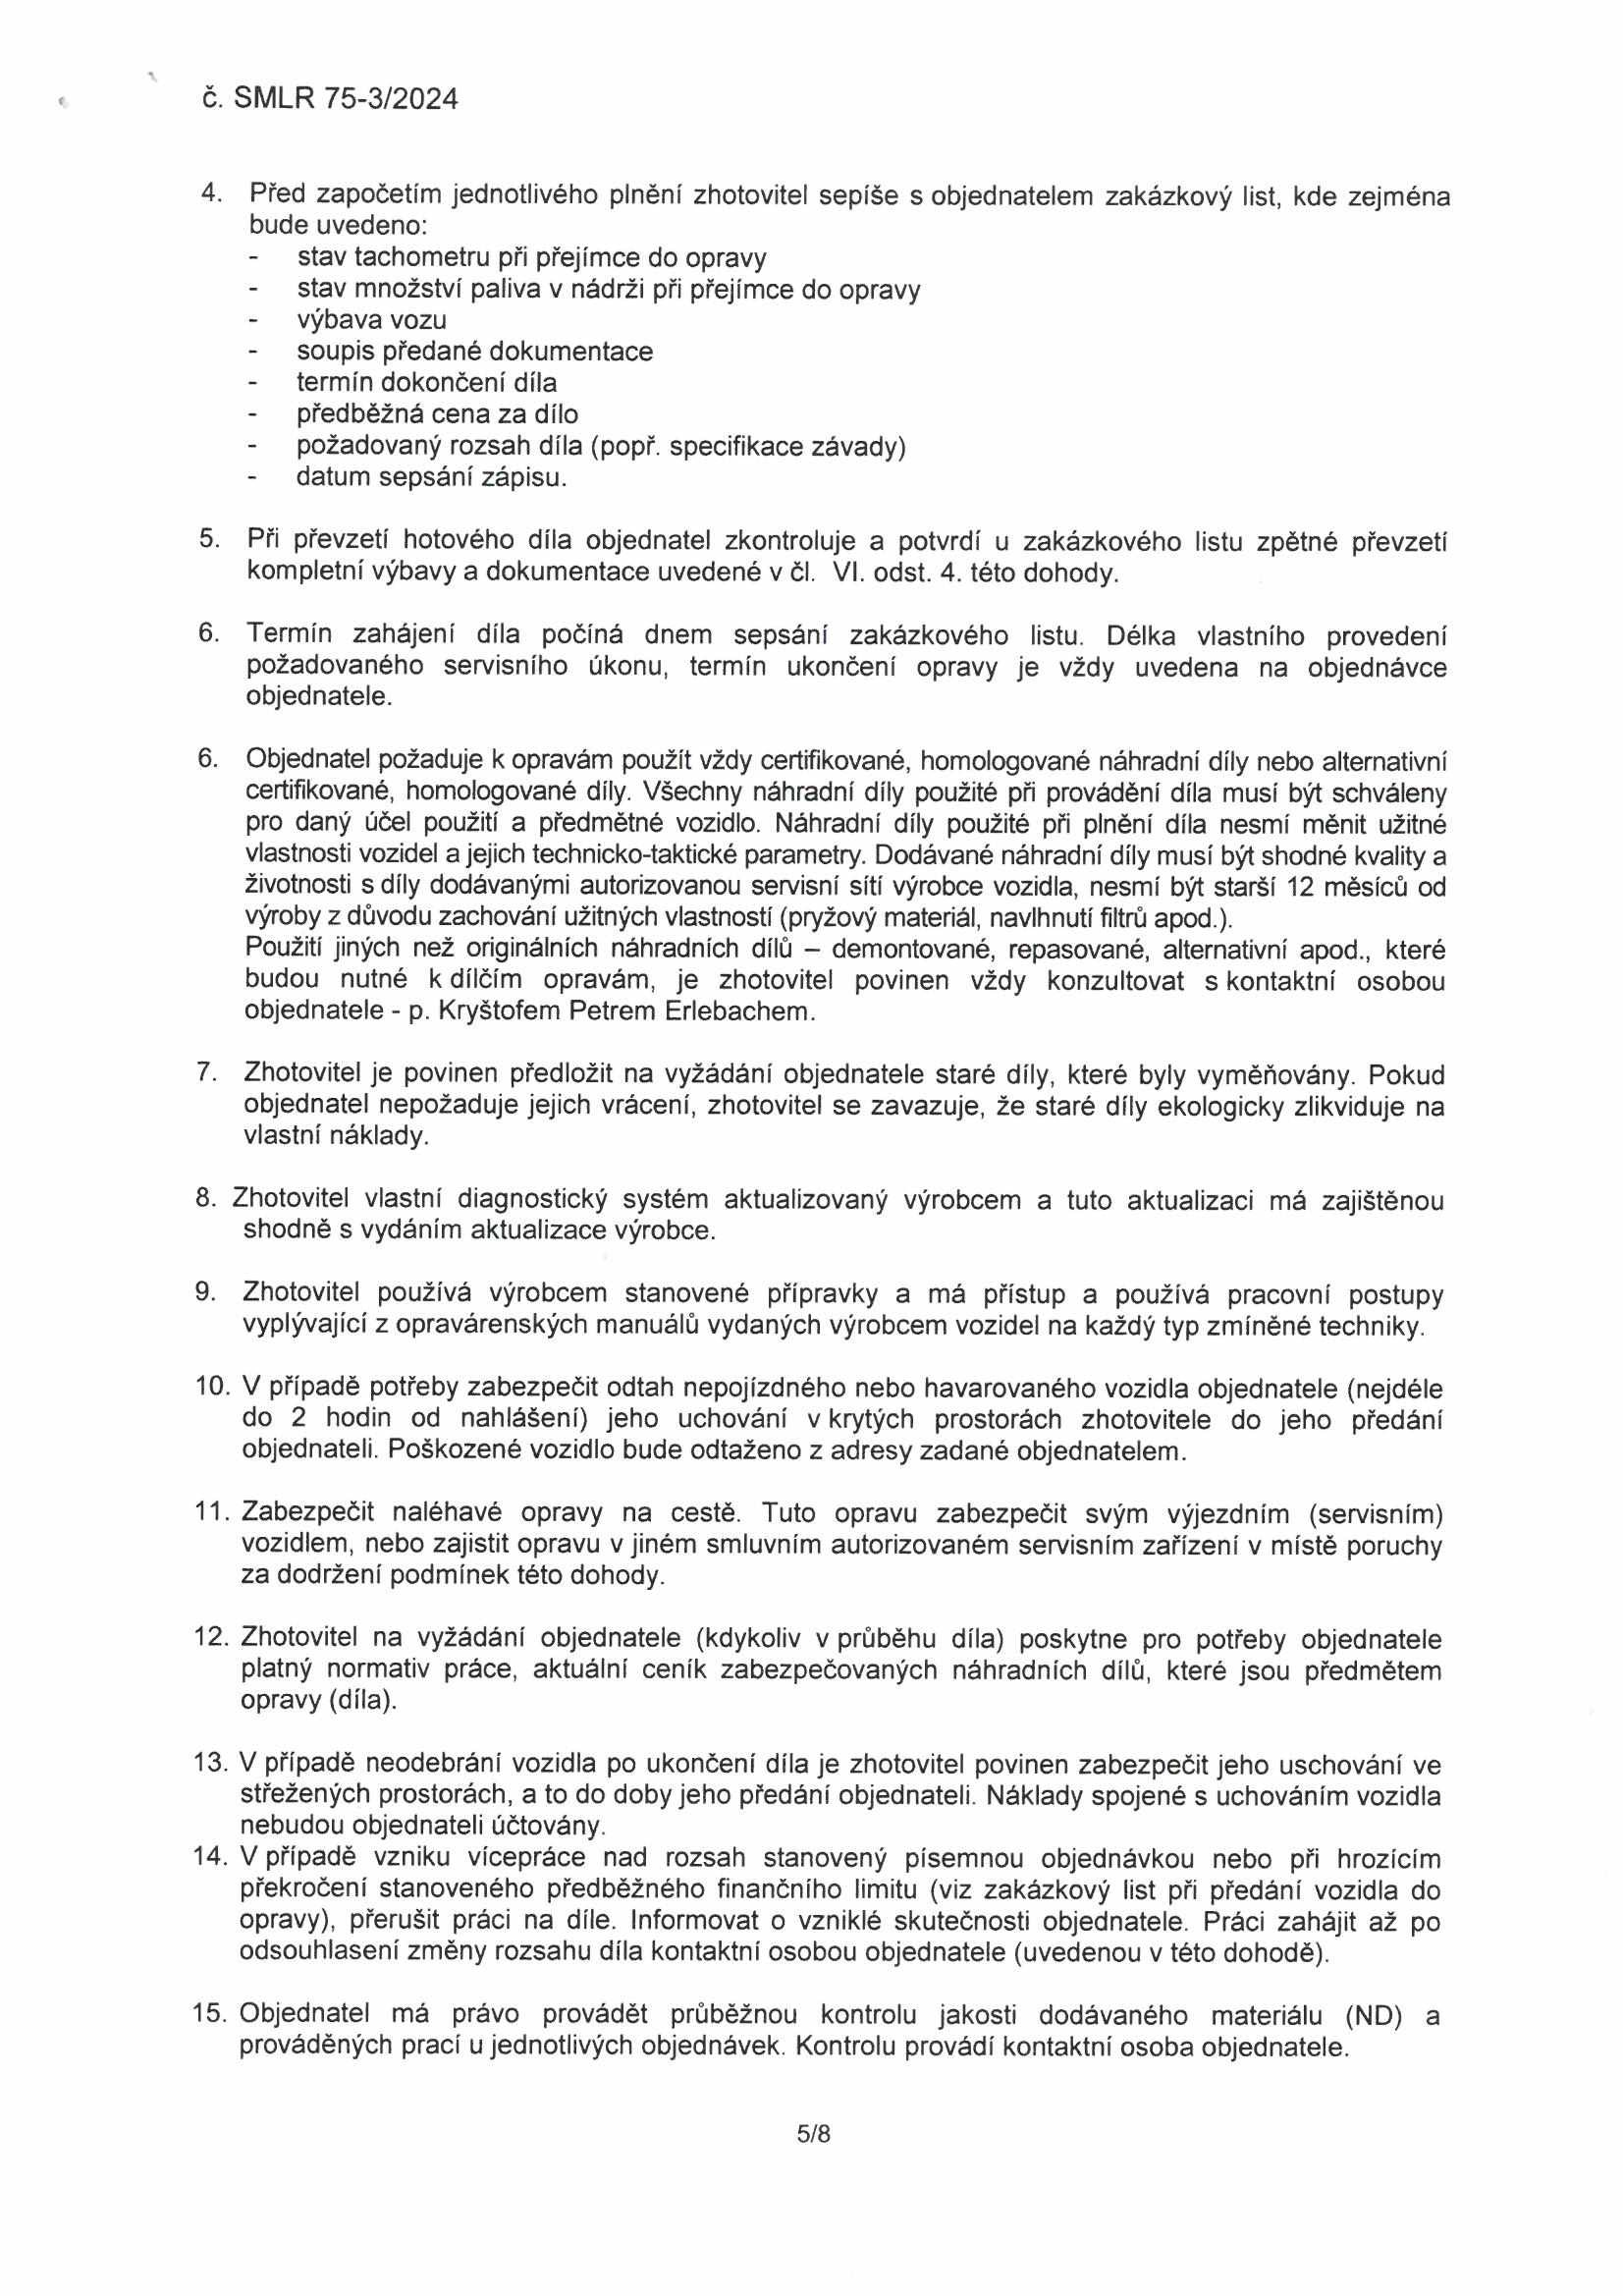 č. SMLR 75-3/2024
4. Před započetím jednotlivého plnění zhotovitel sepíše s objednatelem zakázkový list, kde zejména
bude uvedeno:
- stav tachometru při přejímce do opravy
- stav množství paliva v nádrži při přejímce do opravy
- výbava vozu
- soupis předané dokumentace
- termín dokončení díla
- předběžná cena za dílo
- požadovaný rozsah díla (popř. specifikace závady)
- datum sepsání zápisu.
5. Při převzetí hotového díla objednatel zkontroluje a potvrdí u zakázkového listu zpětné převzetí
kompletní výbavy a dokumentace uvedené v čl. VI. odst. 4. této dohody.
6. Termín zahájení díla počíná dnem sepsání zakázkového listu. Délka vlastního provedení
požadovaného servisního úkonu, termín ukončení opravy je vždy uvedena na objednávce
objednatele.
6. Objednatel požaduje k opravám použít vždy certifikované, homologované náhradní díly nebo alternativní
certifikované, homologované díly. Všechny náhradní díly použité při provádění díla musí být schváleny
pro daný účel použití a předmětné vozidlo. Náhradní díly použité při plnění díla nesmí měnit užitné
vlastnosti vozidel a jejich technicko-taktické parametry. Dodávané náhradní díly musí být shodné kvality a
životnosti s díly dodávanými autorizovanou servisní sítí výrobce vozidla, nesmí být starší 12 měsíců od
výroby z důvodu zachování užitných vlastností (pryžový materiál, navlhnutí filtrů apod.).
Použití jiných než originálních náhradních dílů – demontované, repasované, alternativní apod., které
budou nutné k dílčím opravám, je zhotovitel povinen vždy konzultovat s kontaktní osobou
objednatele - p. Kryštofem Petrem Erlebachem.
7. Zhotovitel je povinen předložit na vyžádání objednatele staré díly, které byly vyměňovány. Pokud
objednatel nepožaduje jejich vrácení, zhotovitel se zavazuje, že staré díly ekologicky zlikviduje na
vlastní náklady.
8. Zhotovitel vlastní diagnostický systém aktualizovaný výrobcem a tuto aktualizaci má zajištěnou
shodně s vydáním aktualizace výrobce.
9. Zhotovitel používá výrobcem stanovené přípravky a má přístup a používá pracovní postupy
vyplývající z opravárenských manuálů vydaných výrobcem vozidel na každý typ zmíněné techniky.
10. V případě potřeby zabezpečit odtah nepojízdného nebo havarovaného vozidla objednatele (nejdéle
do 2 hodin od nahlášení) jeho uchování v krytých prostorách zhotovitele do jeho předání
objednateli. Poškozené vozidlo bude odtaženo z adresy zadané objednatelem.
11. Zabezpečit naléhavé opravy na cestě. Tuto opravu zabezpečit svým výjezdním (servisním)
vozidlem, nebo zajistit opravu v jiném smluvním autorizovaném servisním zařízení v místě poruchy
za dodržení podmínek této dohody.
12. Zhotovitel na vyžádání objednatele (kdykoliv v průběhu díla) poskytne pro potřeby objednatele
platný normativ práce, aktuální ceník zabezpečovaných náhradních dílů, které jsou předmětem
opravy (díla).
13. V případě neodebrání vozidla po ukončení díla je zhotovitel povinen zabezpečit jeho uschování ve
střežených prostorách, a to do doby jeho předání objednateli. Náklady spojené s uchováním vozidla
nebudou objednateli účtovány.
14. V případě vzniku vícepráce nad rozsah stanovený písemnou objednávkou nebo při hrozícím
překročení stanoveného předběžného finančního limitu (viz zakázkový list při předání vozidla do
opravy), přerušit práci na díle. Informovat o vzniklé skutečnosti objednatele. Práci zahájit až po
odsouhlasení změny rozsahu díla kontaktní osobou objednatele (uvedenou v této dohodě).
15. Objednatel má právo provádět průběžnou kontrolu jakosti dodávaného materiálu (ND) a
prováděných prací u jednotlivých objednávek. Kontrolu provádí kontaktní osoba objednatele.
5/8